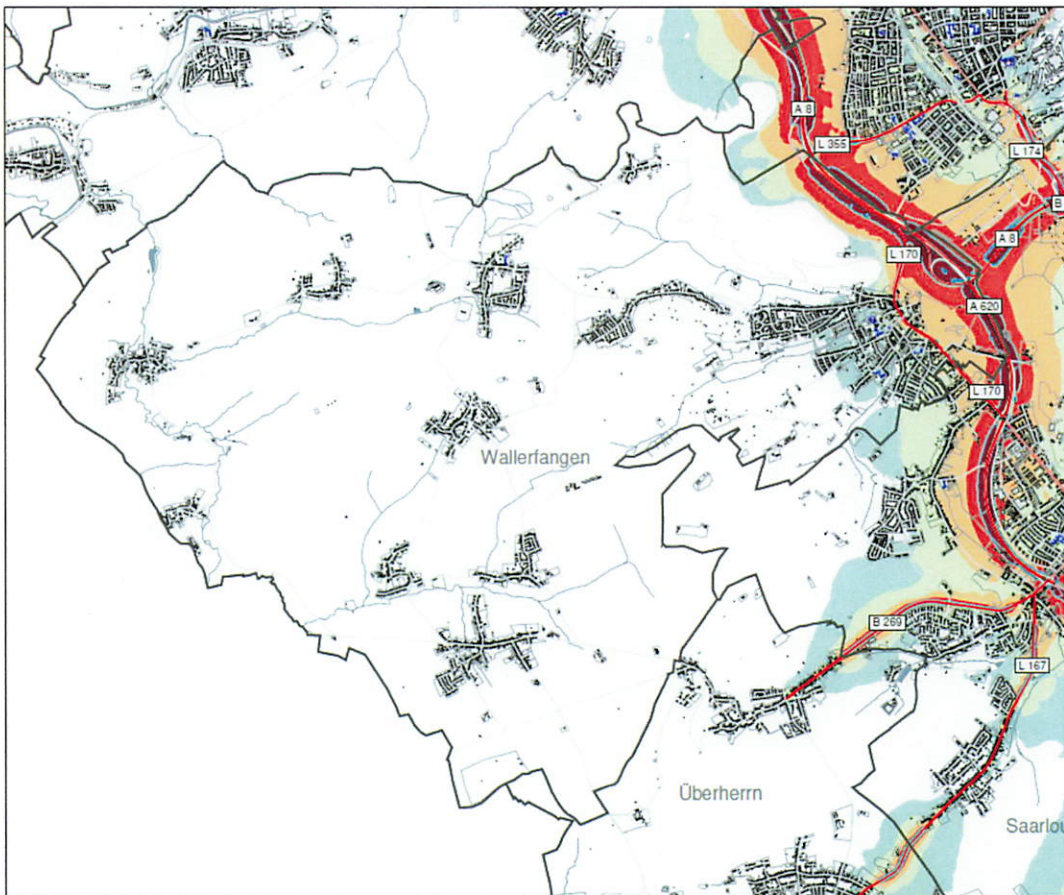 A 8
L 355
L 174
B
A 8
L 170
A 620
L 170
Wallerfangen
B 269
L 167
Überherrn
Saarlou